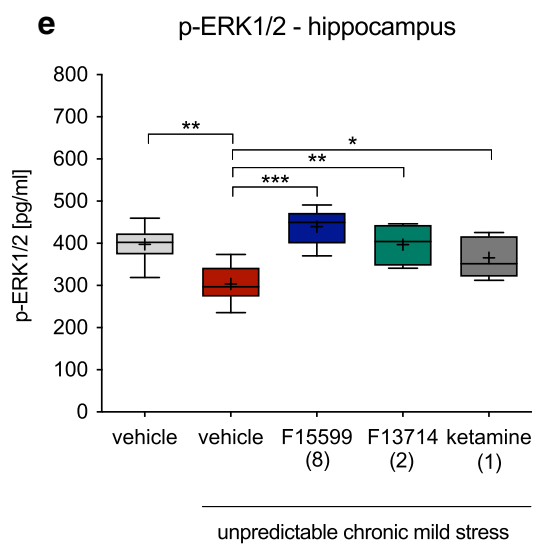 e
p-ERK1/2 - hippocampus
p-ERK1/2 [pg/ml]
800
700
600
500
400
300
200
100
0
**
*
**
***
vehicle vehicle F15599 F13714 ketamine
(8) (2) (1)
unpredictable chronic mild stress